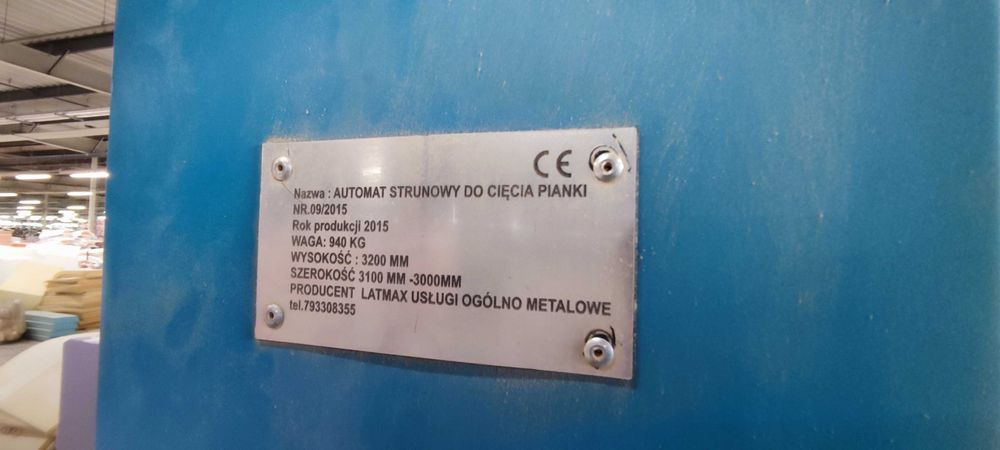 CE
Nazwa : AUTOMAT STRUNOWY DO CIĘCIA PIANKI
NR.09/2015
Rok produkcji 2015
WAGA: 940 KG
WYSOKOŚĆ : 3200 MM
SZEROKOŚĆ 3100 MM -3000MM
PRODUCENT LATMAX USŁUGI OGÓLNO METALOWE
tel.793308355